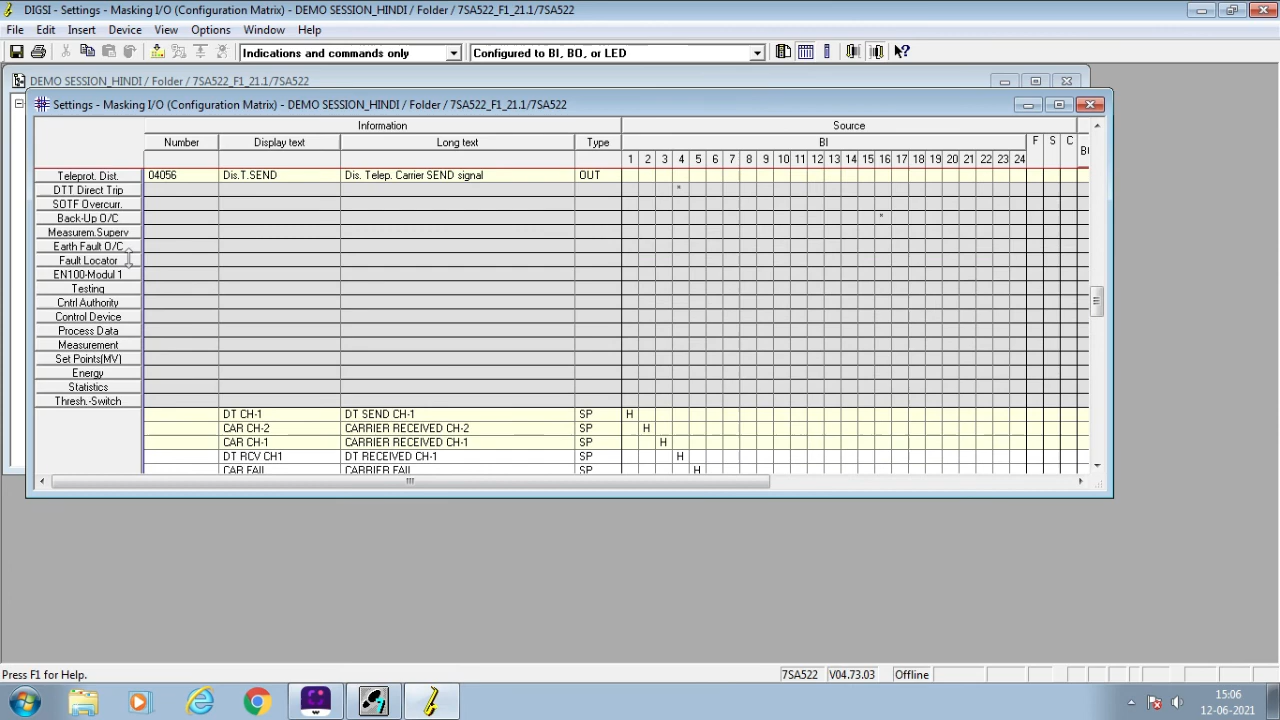 DIGSI - Settings - Masking I/O (Configuration Matrix) - DEMO SESSION_HINDI / Folder / 7SA522_F1_21.1/7SA522
File Edit Insert Device View Options Window Help
Indications and commands only Configured to BI, BO, or LED
DEMO SESSION_HINDI / Folder / 7SA522_F1_21.1/7SA522
Settings - Masking I/O (Configuration Matrix) - DEMO SESSION_HINDI / Folder / 7SA522_F1_21.1/7SA522
Information Source
Number Display text Long text Type BI F S C
1 2 3 4 5 6 7 8 9 10 11 12 13 14 15 16 17 18 19 20 21 22 23 24
Teleprot. Dist. 04056 Dis.T.SEND Dis. Telep. Carrier SEND signal OUT
DTT Direct Trip *
SOTF Overcurr.
Back-Up O/C *
Measurem.Superv
Earth Fault O/C
Fault Locator
EN100-Modul 1
Testing
Cntrl Authority
Control Device
Process Data
Measurement
Set Points(MV)
Energy
Statistics
Thresh.-Switch
DT CH-1 DT SEND CH-1 SP H
CAR CH-2 CARRIER RECEIVED CH-2 SP H
CAR CH-1 CARRIER RECEIVED CH-1 SP H
DT RCV CH1 DT RECEIVED CH-1 SP H
CAR FAIL CARRIER FAIL SP H
Press F1 for Help. 7SA522 V04.73.03 Offline
15:06
12-06-2021